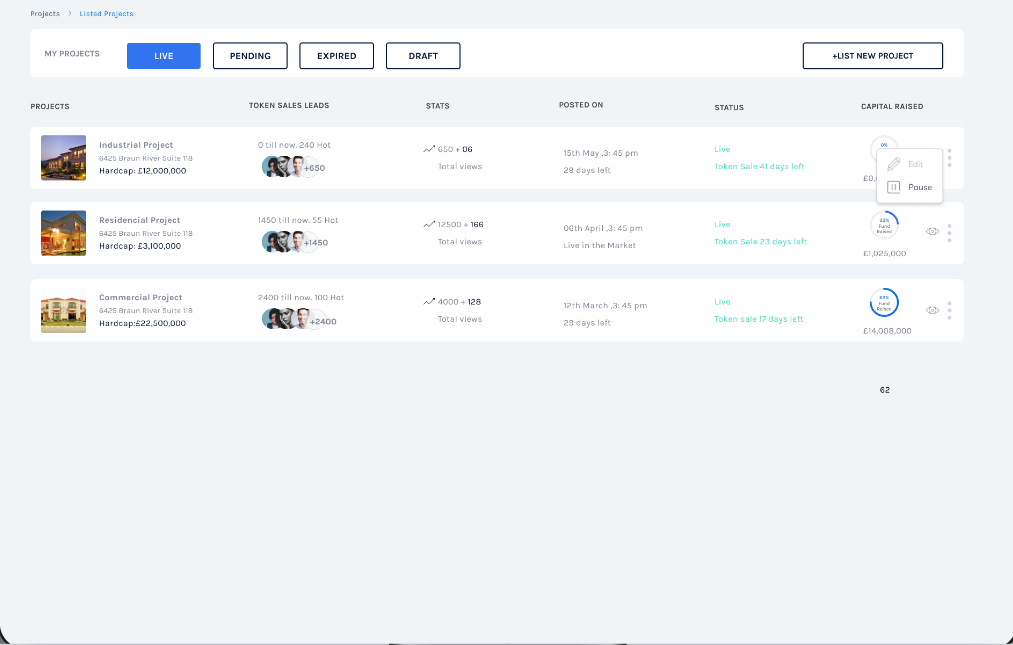 Projects > Listed Projects
MY PROJECTS LIVE PENDING EXPIRED DRAFT +LIST NEW PROJECT
PROJECTS TOKEN SALES LEADS STATS POSTED ON STATUS CAPITAL RAISED
Industrial Project
6425 Braun River Suite 118
Hardcap: £12,000,000
0 till now. 240 Hot
+650
650 + 06
Total views
15th May ,3: 45 pm
28 days left
Live
Token Sale 41 days left
0%
£0,
Edit
Pause
Residencial Project
6425 Braun River Suite 118
Hardcap: £3,100,000
1450 till now. 55 Hot
+1450
12500 + 166
Total views
06th April ,3: 45 pm
Live in the Market
Live
Token Sale 23 days left
33%
Fund
Raised
£1,025,000
Commercial Project
6425 Braun River Suite 118
Hardcap:£22,500,000
2400 till now. 100 Hot
+2400
4000 + 128
Total views
12th March ,3: 45 pm
29 days left
Live
Token sale 17 days left
Fund
Raised
£14,008,000
62